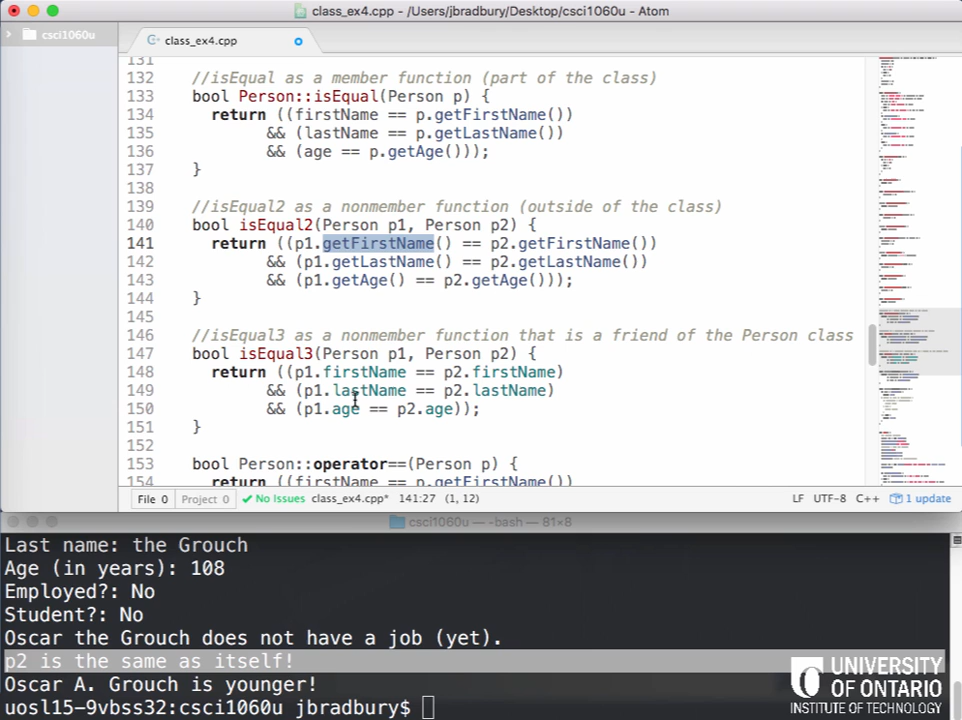 class_ex4.cpp - /Users/jbradbury/Desktop/csci1060u - Atom
csci1060u
class_ex4.cpp
131
132 //isEqual as a member function (part of the class)
133 bool Person::isEqual(Person p) {
134 return ((firstName == p.getFirstName())
135 && (lastName == p.getLastName())
136 && (age == p.getAge()));
137 }
138
139 //isEqual2 as a nonmember function (outside of the class)
140 bool isEqual2(Person p1, Person p2) {
141 return ((p1.getFirstName() == p2.getFirstName())
142 && (p1.getLastName() == p2.getLastName())
143 && (p1.getAge() == p2.getAge()));
144 }
145
146 //isEqual3 as a nonmember function that is a friend of the Person class
147 bool isEqual3(Person p1, Person p2) {
148 return ((p1.firstName == p2.firstName)
149 && (p1.lastName == p2.lastName)
150 && (p1.age == p2.age));
151 }
152
153 bool Person::operator==(Person p) {
154 return ((firstName == p.getFirstName())
File 0 Project 0 No Issues class_ex4.cpp* 141:27 (1, 12) LF UTF-8 C++ 1 update
csci1060u — -bash — 81×8
Last name: the Grouch
Age (in years): 108
Employed?: No
Student?: No
Oscar the Grouch does not have a job (yet).
p2 is the same as itself!
Oscar A. Grouch is younger!
uosl15-9vbss32:csci1060u jbradbury$
UNIVERSITY
OF ONTARIO
INSTITUTE OF TECHNOLOGY